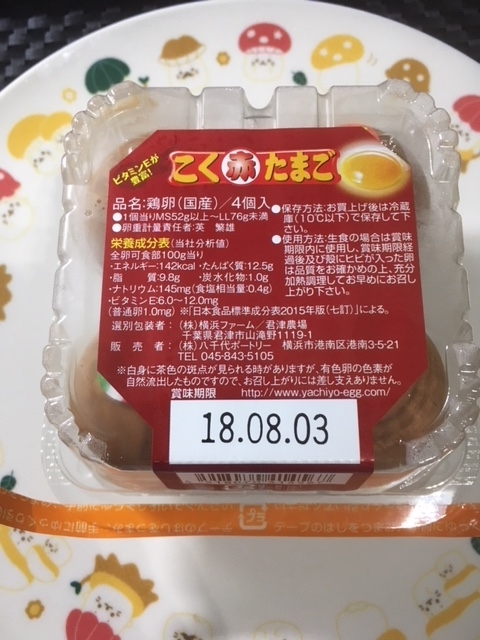 ビタミンEが
豊富!
こく赤たまご
品名:鶏卵(国産)/4個入
●1個当りMS52g以上~LL76g未満
●卵重計量責任者:英 繁雄
栄養成分表(当社分析値)
全卵可食部100g当り
・エネルギー:142kcal・たんぱく質:12.5g
・脂質:9.8g ・炭水化物:1.0g
・ナトリウム:145mg(食塩相当量:0.4g)
・ビタミンE:6.0~12.0mg
(普通卵1.0mg)※「日本食品標準成分表2015年版(七訂)」による。
●保存方法:お買上げ後は冷蔵
庫(10℃以下)で保存して下
さい。
●使用方法:生食の場合は賞味
期限内に使用し、賞味期限経
過後及び殻にヒビが入った卵
は品質をお確かめの上、充分
加熱調理してお早めにお召し
上がり下さい。
選別包装者:(株)横浜ファーム/君津農場
千葉県君津市山滝野1119-1
販売者:(株)八千代ポートリー 横浜市港南区港南3-5-21
TEL 045-843-5105
※白身に茶色の斑点が見られる時がありますが、有色卵の色素が
自然流出したものですので、お召し上がりには差し支えありません。
賞味期限 http://www.yachiyo-egg.com/
18.08.03
プラ